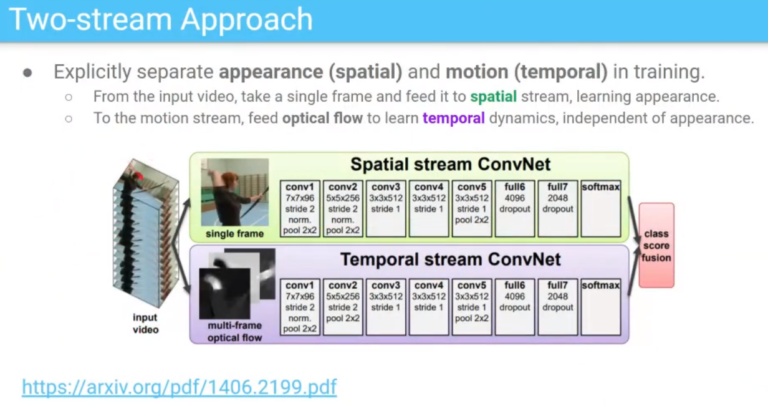 Two-stream Approach
● Explicitly separate appearance (spatial) and motion (temporal) in training.
○ From the input video, take a single frame and feed it to spatial stream, learning appearance.
○ To the motion stream, feed optical flow to learn temporal dynamics, independent of appearance.
Spatial stream ConvNet
conv1
7x7x96
stride 2
norm.
pool 2x2
conv2
5x5x256
stride 2
norm.
pool 2x2
conv3
3x3x512
stride 1
conv4
3x3x512
stride 1
conv5
3x3x512
stride 1
pool 2x2
full6
4096
dropout
full7
2048
dropout
softmax
single frame
Temporal stream ConvNet
conv1
7x7x96
stride 2
norm.
pool 2x2
conv2
5x5x256
stride 2
pool 2x2
conv3
3x3x512
stride 1
conv4
3x3x512
stride 1
conv5
3x3x512
stride 1
pool 2x2
full6
4096
dropout
full7
2048
dropout
softmax
multi-frame
optical flow
input
video
class
score
fusion
https://arxiv.org/pdf/1406.2199.pdf